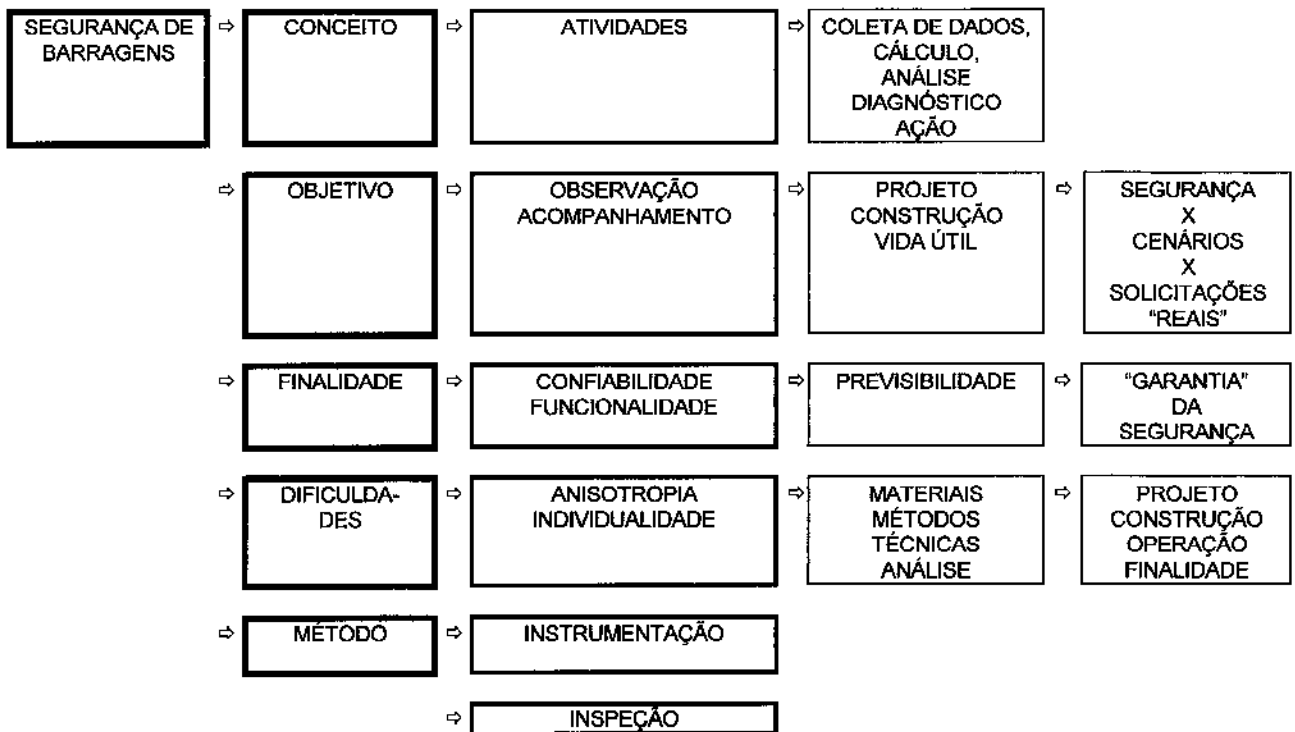 SEGURANÇA DE
BARRAGENS
⇨
CONCEITO
⇨
ATIVIDADES
⇨
COLETA DE DADOS,
CÁLCULO,
ANÁLISE
DIAGNÓSTICO
AÇÃO
⇨
OBJETIVO
⇨
OBSERVAÇÃO
ACOMPANHAMENTO
⇨
PROJETO
CONSTRUÇÃO
VIDA ÚTIL
⇨
SEGURANÇA
X
CENÁRIOS
X
SOLICITAÇÕES
“REAIS”
⇨
FINALIDADE
⇨
CONFIABILIDADE
FUNCIONALIDADE
⇨
PREVISIBILIDADE
⇨
“GARANTIA”
DA
SEGURANÇA
⇨
DIFICULDA-
DES
⇨
ANISOTROPIA
INDIVIDUALIDADE
⇨
MATERIAIS
MÉTODOS
TÉCNICAS
ANÁLISE
⇨
PROJETO
CONSTRUÇÃO
OPERAÇÃO
FINALIDADE
⇨
MÉTODO
⇨
INSTRUMENTAÇÃO
⇨
INSPEÇÃO